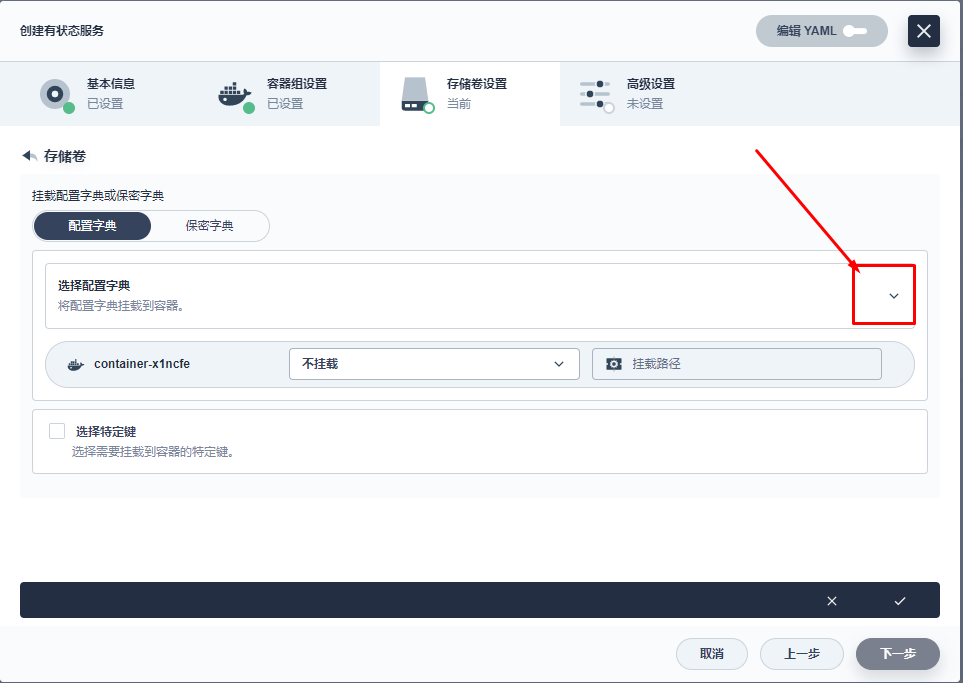 创建有状态服务
编辑 YAML
基本信息
已设置
容器组设置
已设置
存储卷设置
当前
高级设置
未设置
存储卷
挂载配置字典或保密字典
配置字典
保密字典
选择配置字典
将配置字典挂载到容器。
container-x1ncfe
不挂载
挂载路径
选择特定键
选择需要挂载到容器的特定键。
取消
上一步
下一步